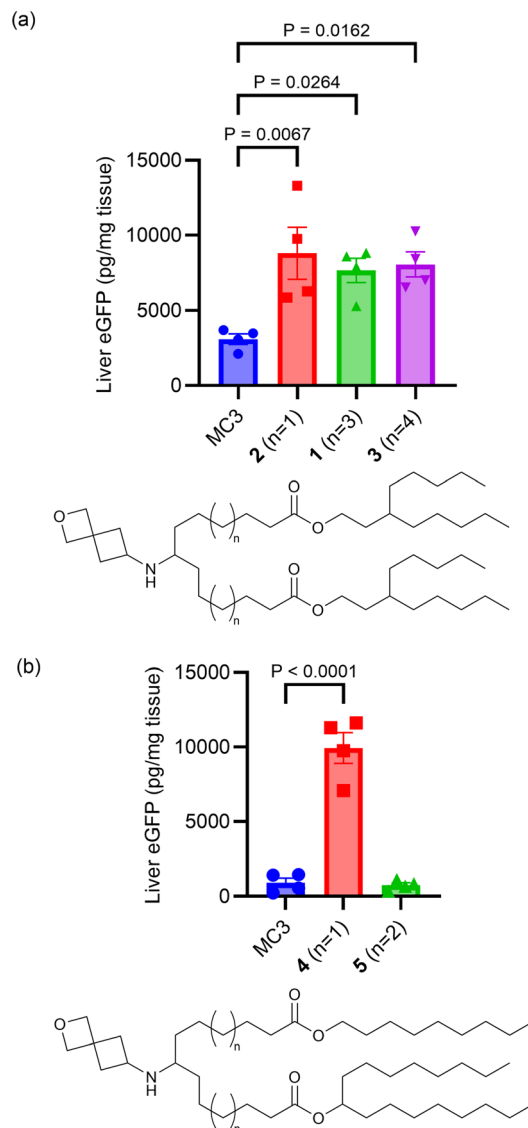 (a)
P = 0.0162
P = 0.0264
P = 0.0067
Liver eGFP (pg/mg tissue)
15000
10000
5000
0
MC3
2 (n=1)
1 (n=3)
3 (n=4)
O
N
H
n
O
O
n
O
O
(b)
P < 0.0001
Liver eGFP (pg/mg tissue)
15000
10000
5000
0
MC3
4 (n=1)
5 (n=2)
O
N
H
n
O
O
n
O
O